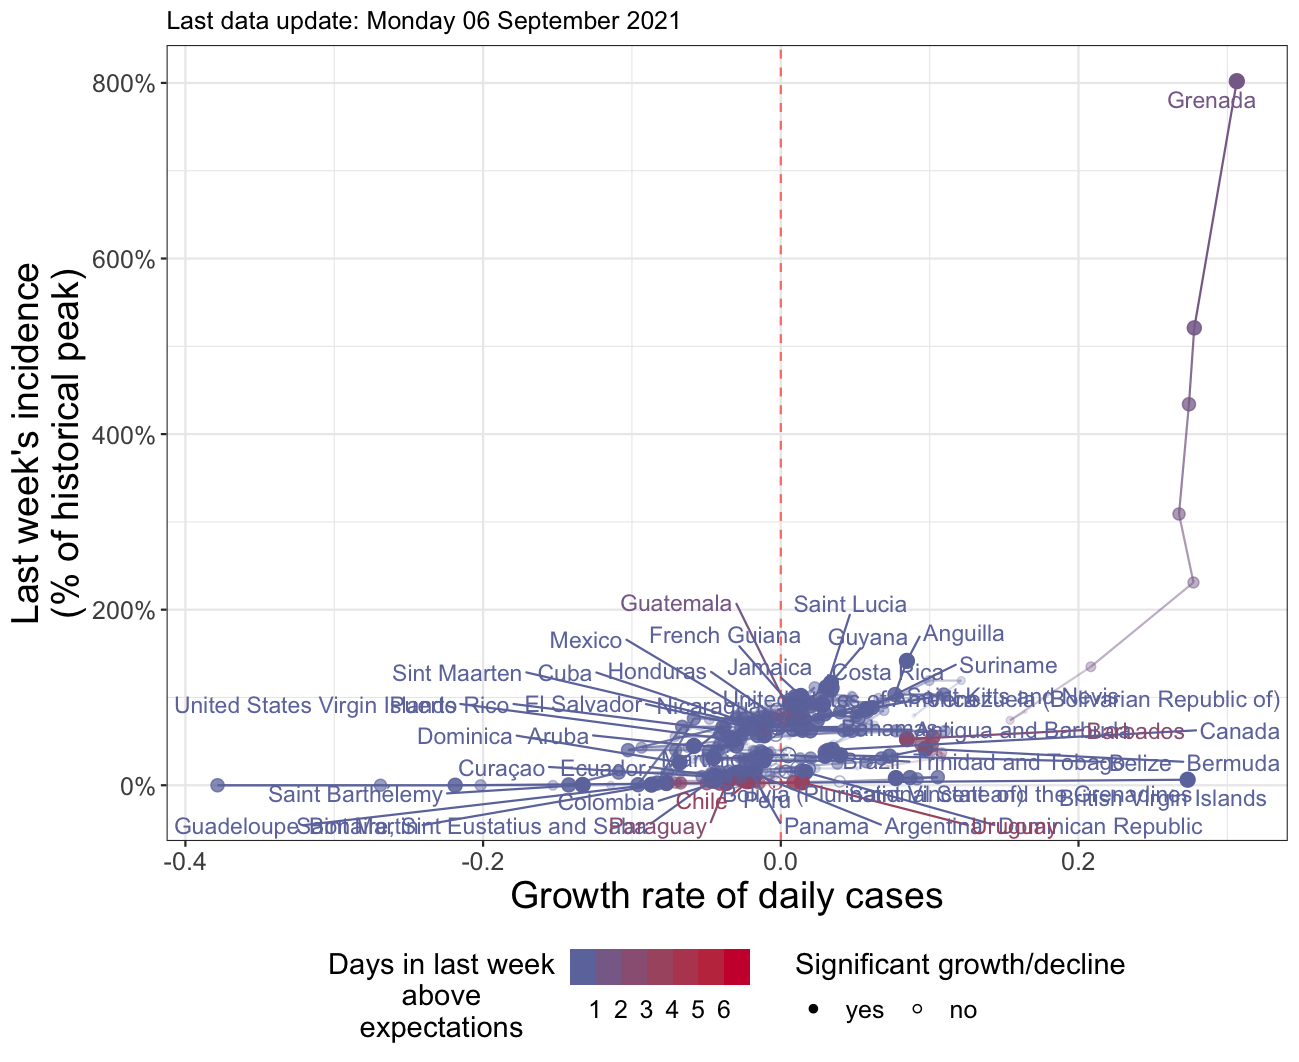 Last data update: Monday 06 September 2021
Last week's incidence
(% of historical peak)
800%
600%
400%
200%
0%
Grenada
Guatemala
Saint Lucia
Mexico
French Guiana
Guyana
Anguilla
Sint Maarten
Cuba
Honduras
Jamaica
Costa Rica
Suriname
United States Virgin Islands
Puerto Rico
El Salvador
Nicaragua
United States of America
Saint Kitts and Nevis
Venezuela (Bolivarian Republic of)
Dominica
Aruba
Bahamas
Antigua and Barbuda
Barbados
Canada
Curaçao
Ecuador
Brazil
Trinidad and Tobago
Belize
Bermuda
Saint Barthelemy
Colombia
Chile
Bolivia (Plurinational State of)
Peru
Saint Vincent and the Grenadines
British Virgin Islands
Guadeloupe
Saint Martin
Bonaire, Sint Eustatius and Saba
Paraguay
Panama
Argentina
Uruguay
Dominican Republic
-0.4
-0.2
0.0
0.2
Growth rate of daily cases
Days in last week
above
expectations
1 2 3 4 5 6
Significant growth/decline
yes
no